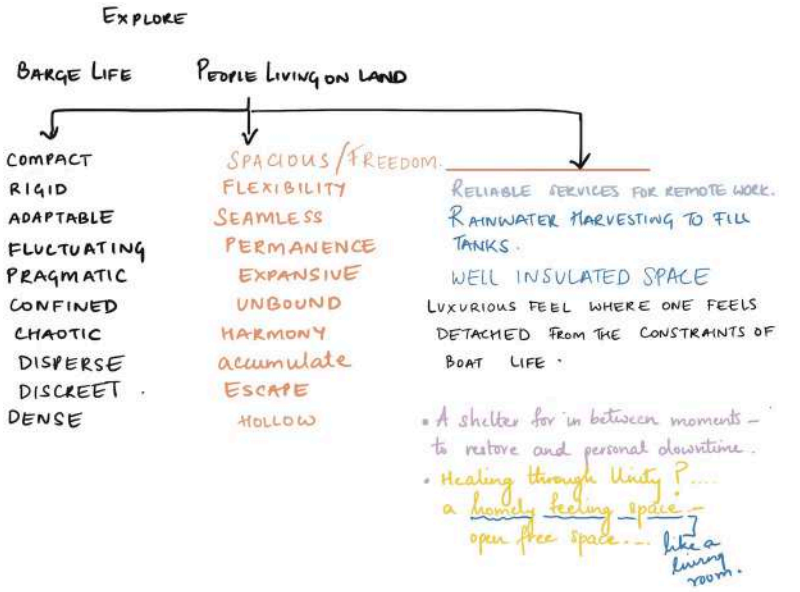 EXPLORE
BARGE LIFE
PEOPLE LIVING ON LAND
COMPACT
RIGID
ADAPTABLE
FLUCTUATING
PRAGMATIC
CONFINED
CHAOTIC
DISPERSE
DISCREET .
DENSE
SPACIOUS/FREEDOM.
FLEXIBILITY
SEAMLESS
PERMANENCE
EXPANSIVE
UNBOUND
HARMONY
accumulate
ESCAPE
HOLLOW
RELIABLE SERVICES FOR REMOTE WORK.
RAINWATER HARVESTING TO FILL
TANKS.
WELL INSULATED SPACE
LUXURIOUS FEEL WHERE ONE FEELS
DETACHED FROM THE CONSTRAINTS OF
BOAT LIFE.
• A shelter for in between moments –
to restore and personal downtime.
• Healing through Unity ?....
a homely feeling space –
open free space....
like a
living
room.